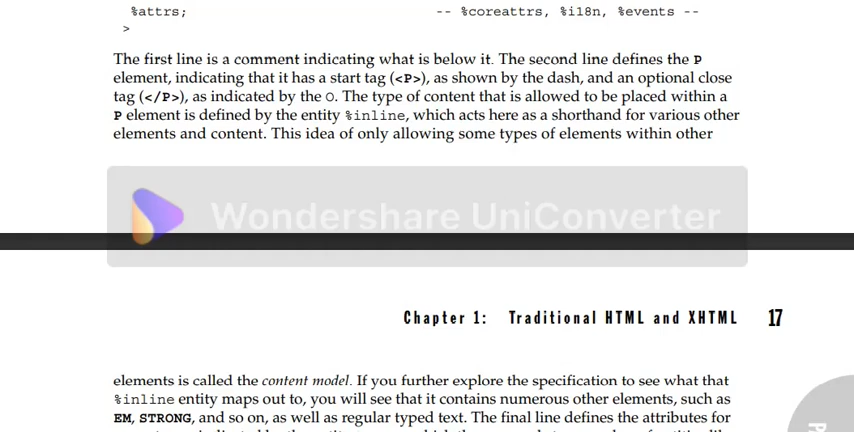 %attrs; -- %coreattrs, %i18n, %events --
>
The first line is a comment indicating what is below it. The second line defines the P
element, indicating that it has a start tag (<P>), as shown by the dash, and an optional close
tag (</P>), as indicated by the O. The type of content that is allowed to be placed within a
P element is defined by the entity %inline, which acts here as a shorthand for various other
elements and content. This idea of only allowing some types of elements within other
Wondershare UniConverter
Chapter 1: Traditional HTML and XHTML 17
elements is called the content model. If you further explore the specification to see what that
%inline entity maps out to, you will see that it contains numerous other elements, such as
EM, STRONG, and so on, as well as regular typed text. The final line defines the attributes for